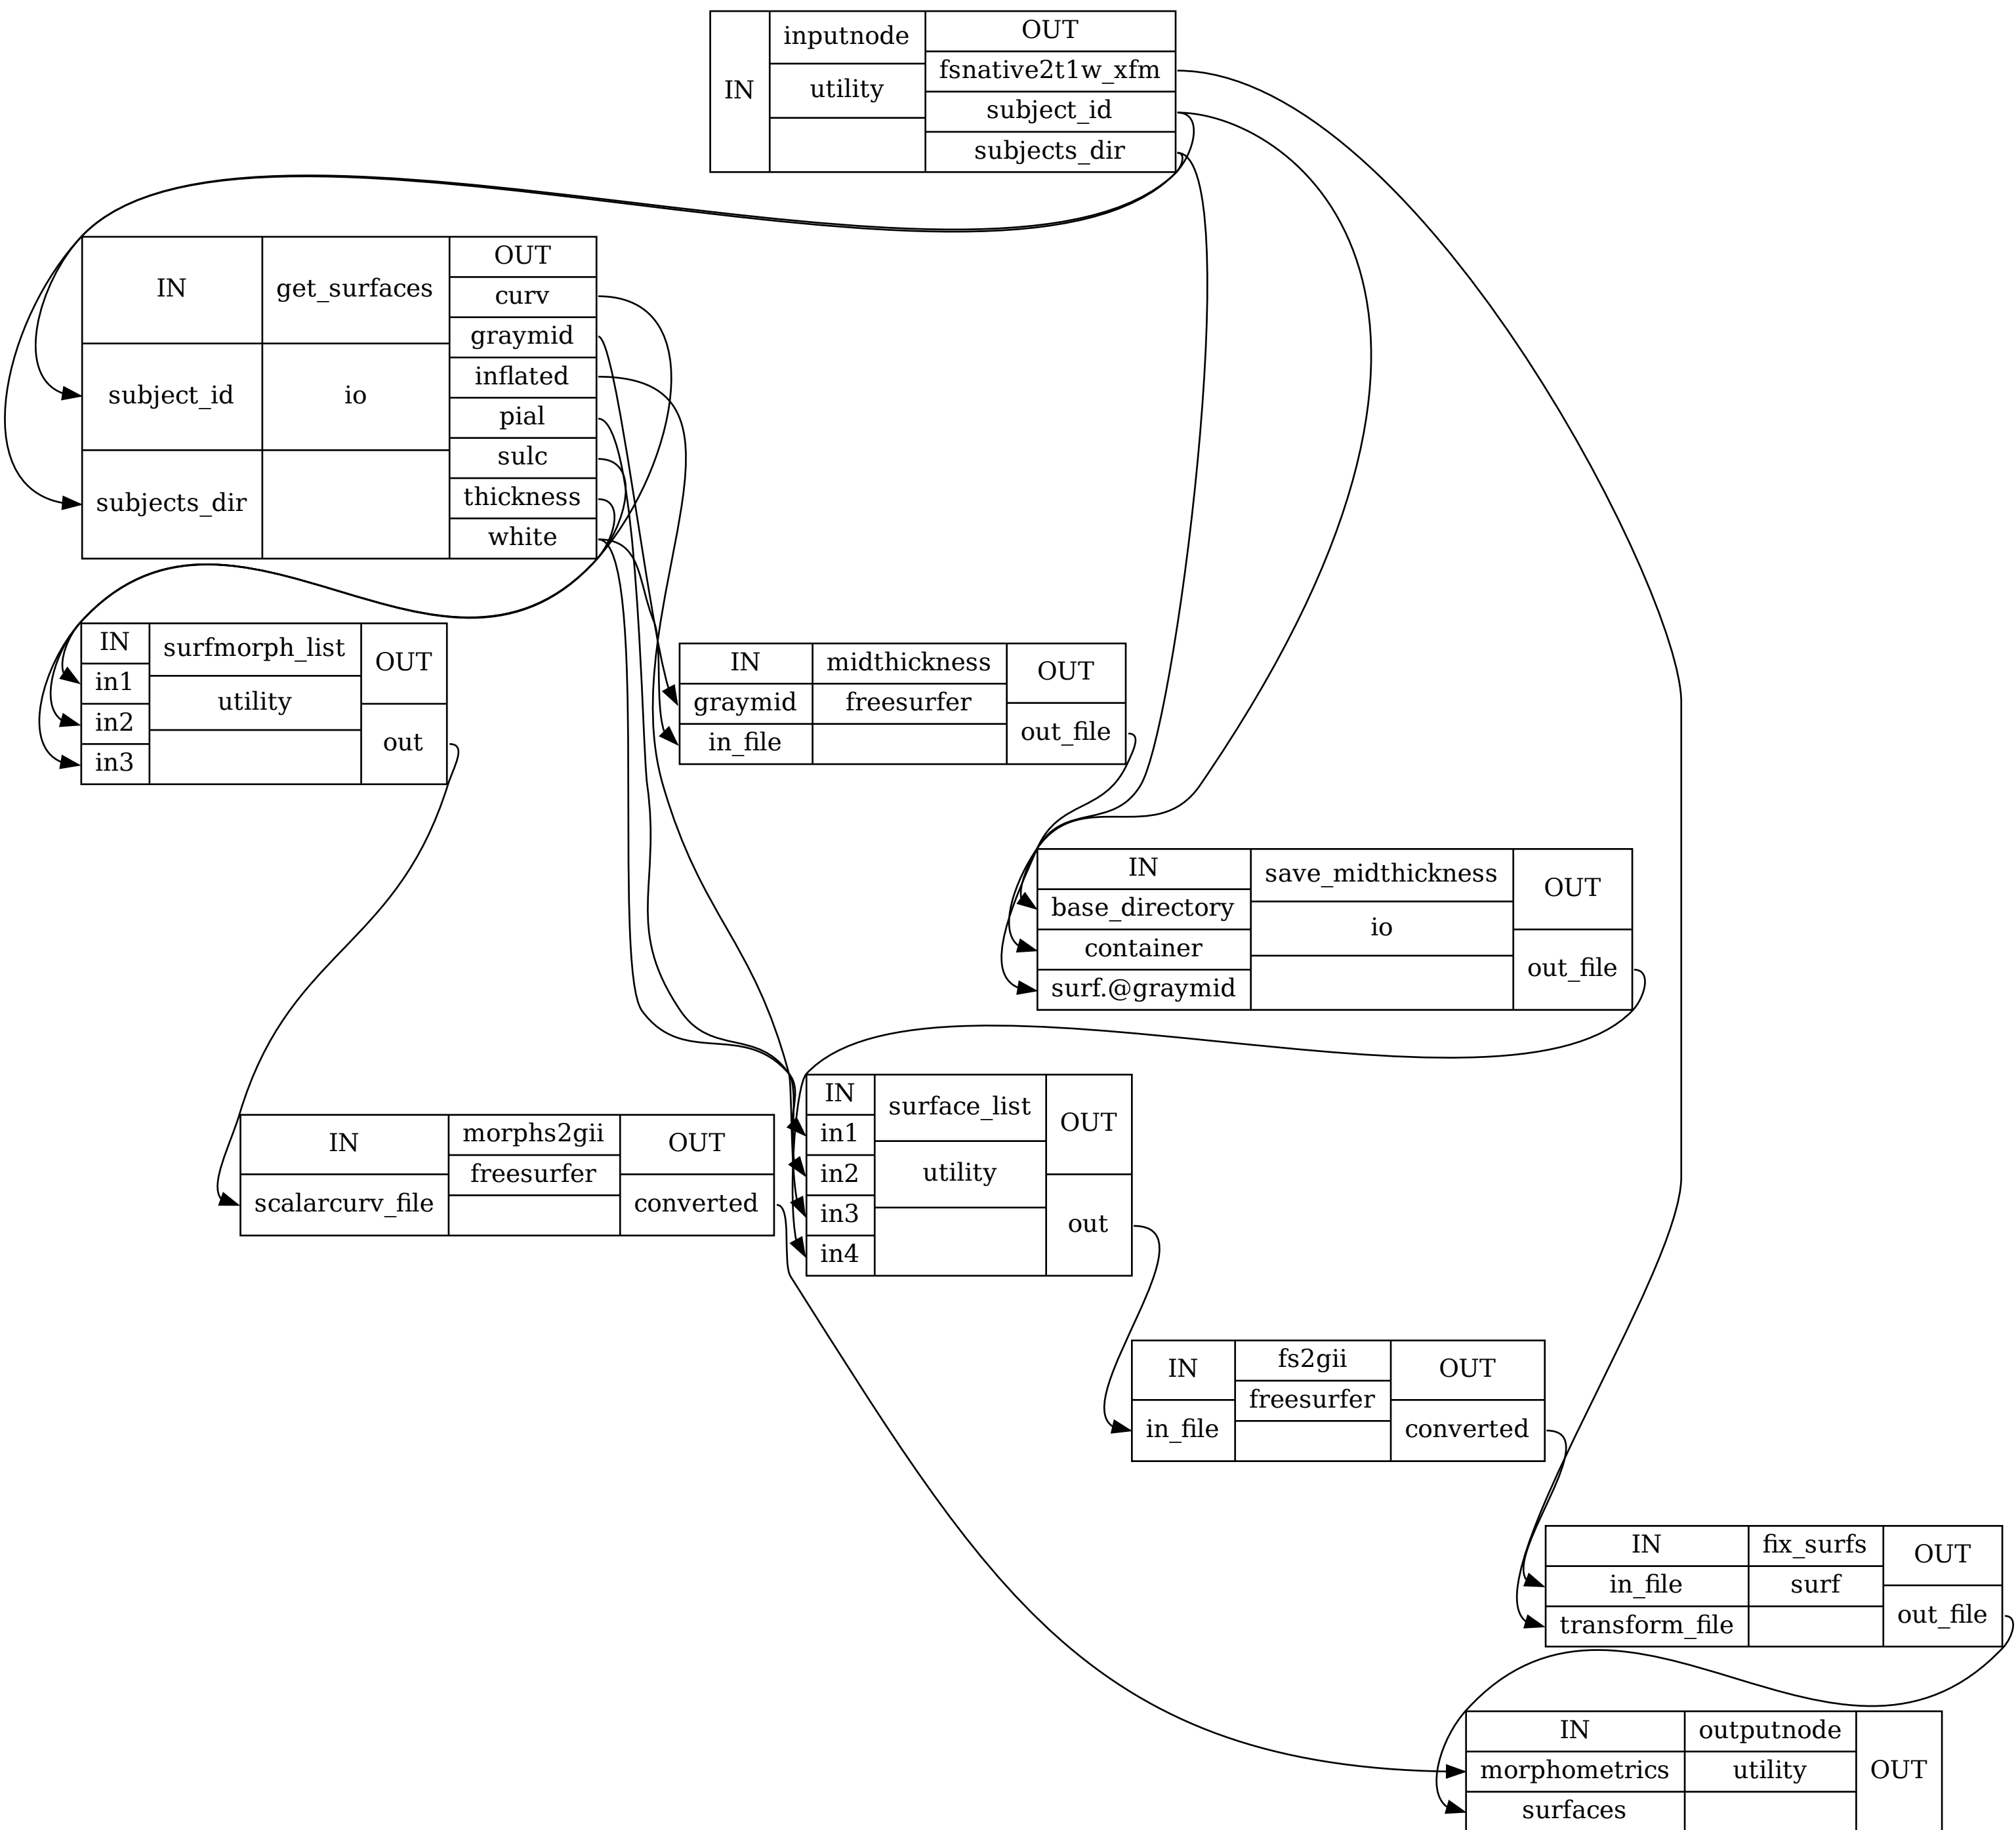 IN
inputnode
utility
OUT
fsnative2t1w_xfm
subject_id
subjects_dir
IN
subject_id
subjects_dir
get_surfaces
io
OUT
curv
graymid
inflated
pial
sulc
thickness
white
IN
in1
in2
in3
surfmorph_list
utility
OUT
out
IN
graymid
in_file
midthickness
freesurfer
OUT
out_file
IN
base_directory
container
surf.@graymid
save_midthickness
io
OUT
out_file
IN
scalarcurv_file
morphs2gii
freesurfer
OUT
converted
IN
in1
in2
in3
in4
surface_list
utility
OUT
out
IN
in_file
fs2gii
freesurfer
OUT
converted
IN
in_file
transform_file
fix_surfs
surf
OUT
out_file
IN
morphometrics
surfaces
outputnode
utility
OUT